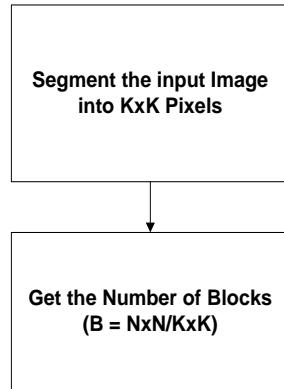 Segment the input Image
into KxK Pixels
Get the Number of Blocks
(B = NxN/KxK)